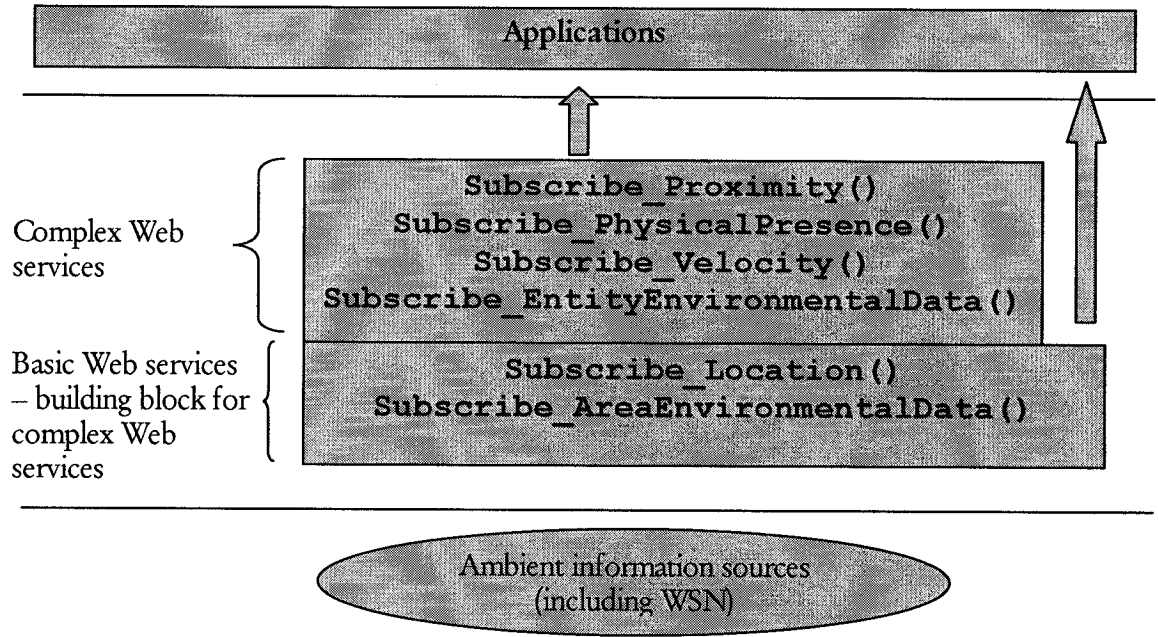 Applications
Complex Web
services
Subscribe_Proximity()
Subscribe_PhysicalPresence()
Subscribe_Velocity()
Subscribe_EntityEnvironmentalData()
Basic Web services
– building block for
complex Web
services
Subscribe_Location()
Subscribe_AreaEnvironmentalData()
Ambient information sources
(including WSN)